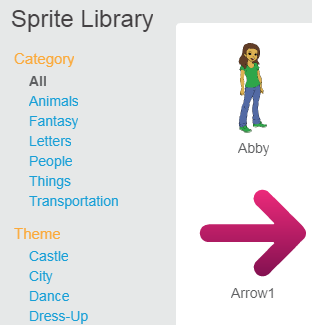 Sprite Library
Category
All
Animals
Fantasy
Letters
People
Things
Transportation
Theme
Castle
City
Dance
Dress-Up
Abby
Arrow1